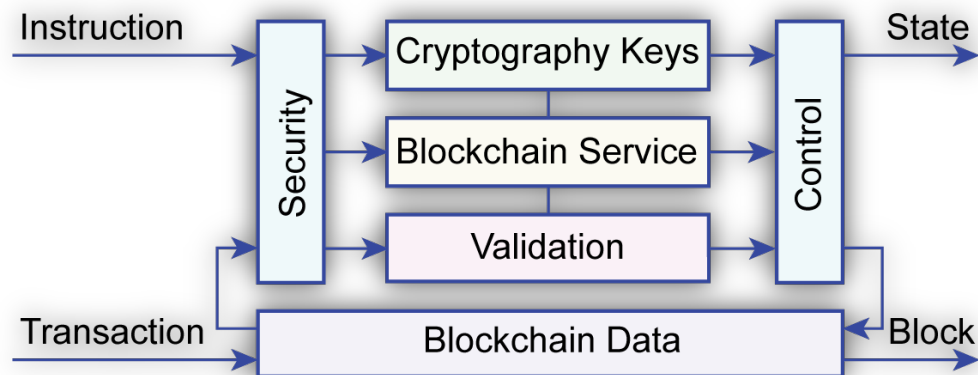 Instruction
State
Cryptography Keys
Security
Blockchain Service
Control
Validation
Transaction
Blockchain Data
Block